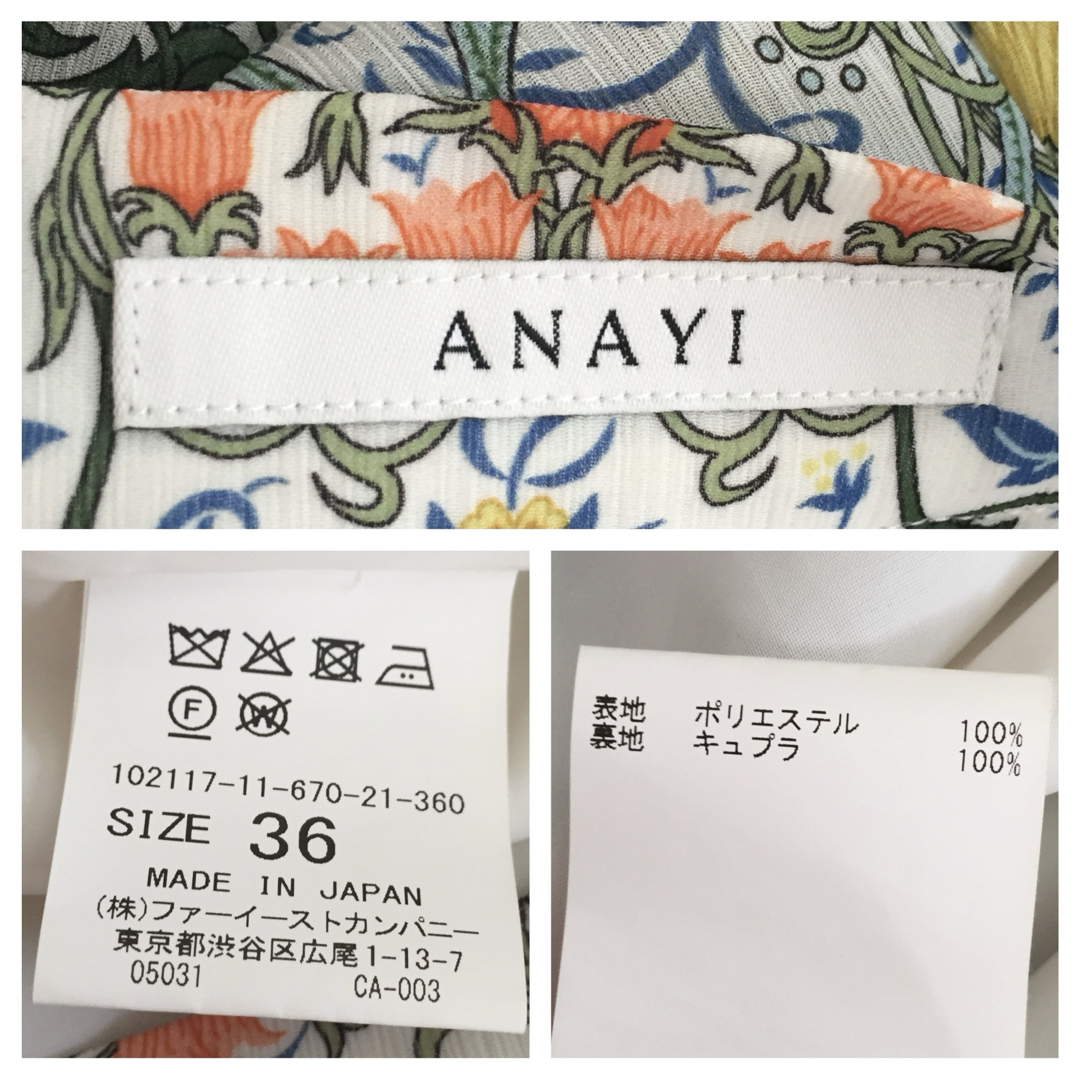 ANAYI
F
W
102117-11-670-21-360
SIZE 36
MADE IN JAPAN
(株)ファーイーストカンパニー
東京都渋谷区広尾1-13-7
05031 CA-003
表地 ポリエステル 100%
裏地 キュプラ 100%